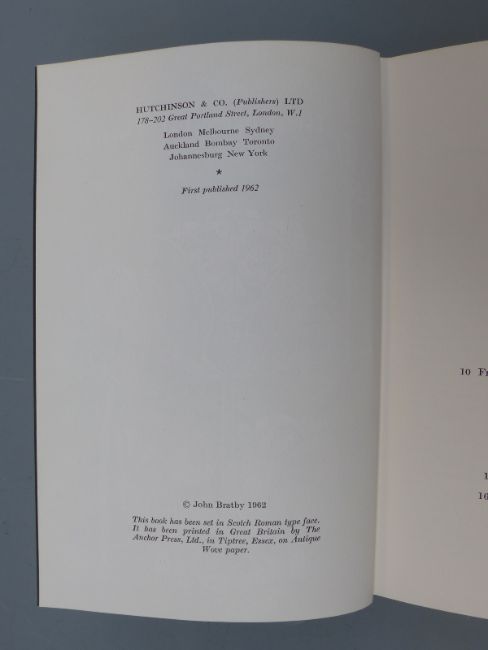 HUTCHINSON & CO. (Publishers) LTD
178–202 Great Portland Street, London, W.1
London Melbourne Sydney
Auckland Bombay Toronto
Johannesburg New York
*
First published 1962
© John Bratby 1962
This book has been set in Scotch Roman type face.
It has been printed in Great Britain by The
Anchor Press, Ltd., in Tiptree, Essex, on Antique
Wove paper.
10